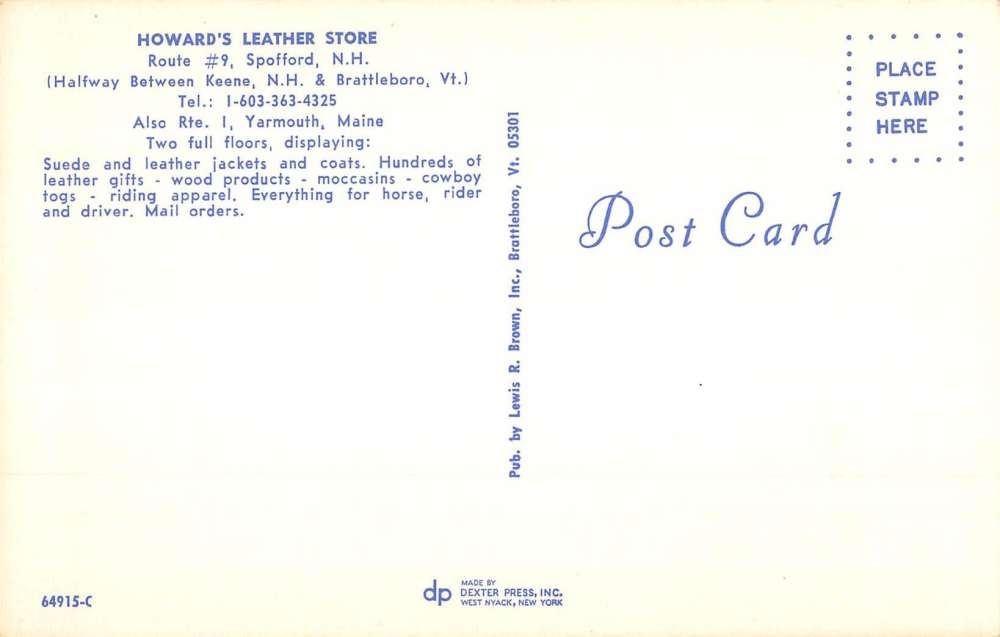 HOWARD'S LEATHER STORE
Route #9, Spofford, N.H.
(Halfway Between Keene, N.H. & Brattleboro, Vt.)
Tel.: 1-603-363-4325
Also Rte. 1, Yarmouth, Maine
Two full floors, displaying:
Suede and leather jackets and coats. Hundreds of
leather gifts - wood products - moccasins - cowboy
togs - riding apparel. Everything for horse, rider
and driver. Mail orders.
Pub. by Lewis R. Brown, Inc., Brattleboro, Vt. 05301
PLACE
STAMP
HERE
Post Card
64915-C
dp
MADE BY
DEXTER PRESS, INC.
WEST NYACK, NEW YORK